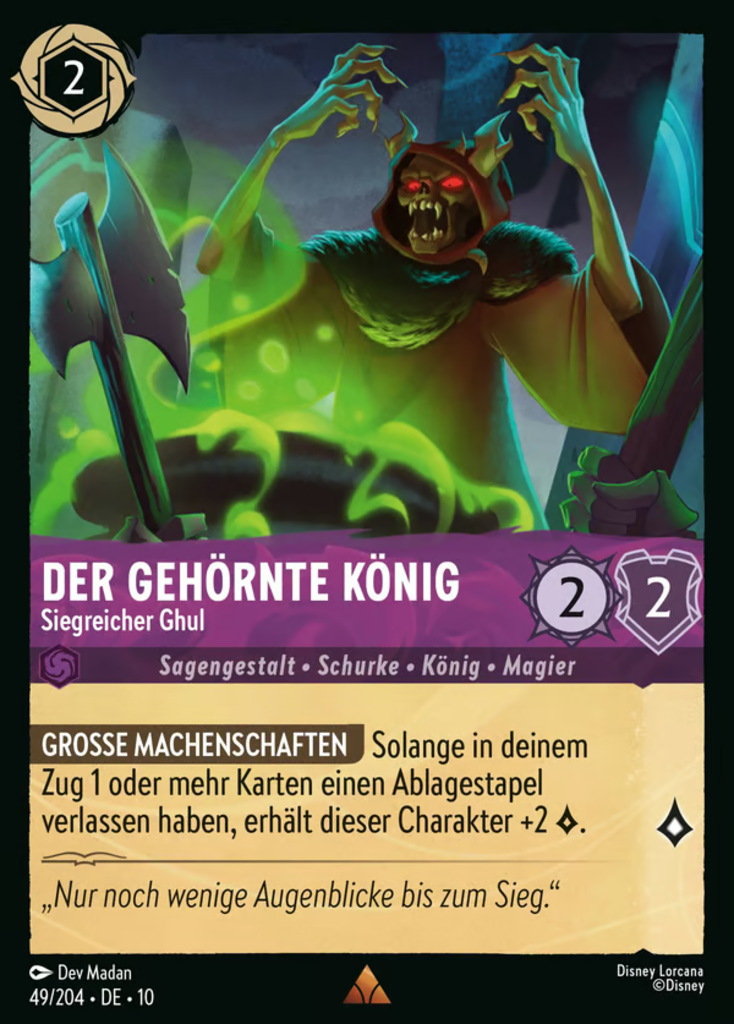 2
DER GEHÖRNTE KÖNIG
Siegreicher Ghul
2
2
Sagengestalt • Schurke • König • Magier
GROSSE MACHENSCHAFTEN Solange in deinem
Zug 1 oder mehr Karten einen Ablagestapel
verlassen haben, erhält dieser Charakter +2 .
„Nur noch wenige Augenblicke bis zum Sieg.“
Dev Madan
49/204 • DE • 10
Disney Lorcana
©Disney